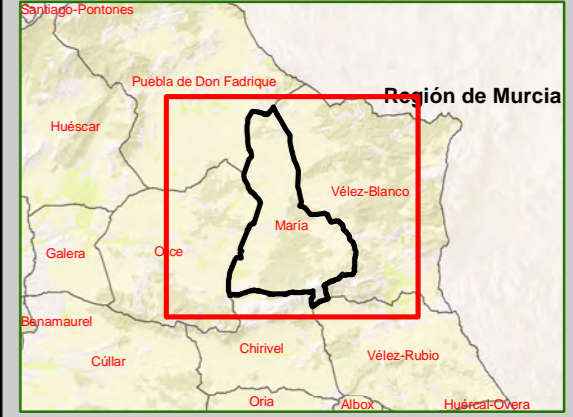 Santiago-Pontones
Puebla de Don Fadrique
Región de Murcia
Huéscar
Vélez-Blanco
María
Galera
Orce
Benamaurel
Chirivel
Vélez-Rubio
Cúllar
Oria
Albox
Huércal-Overa